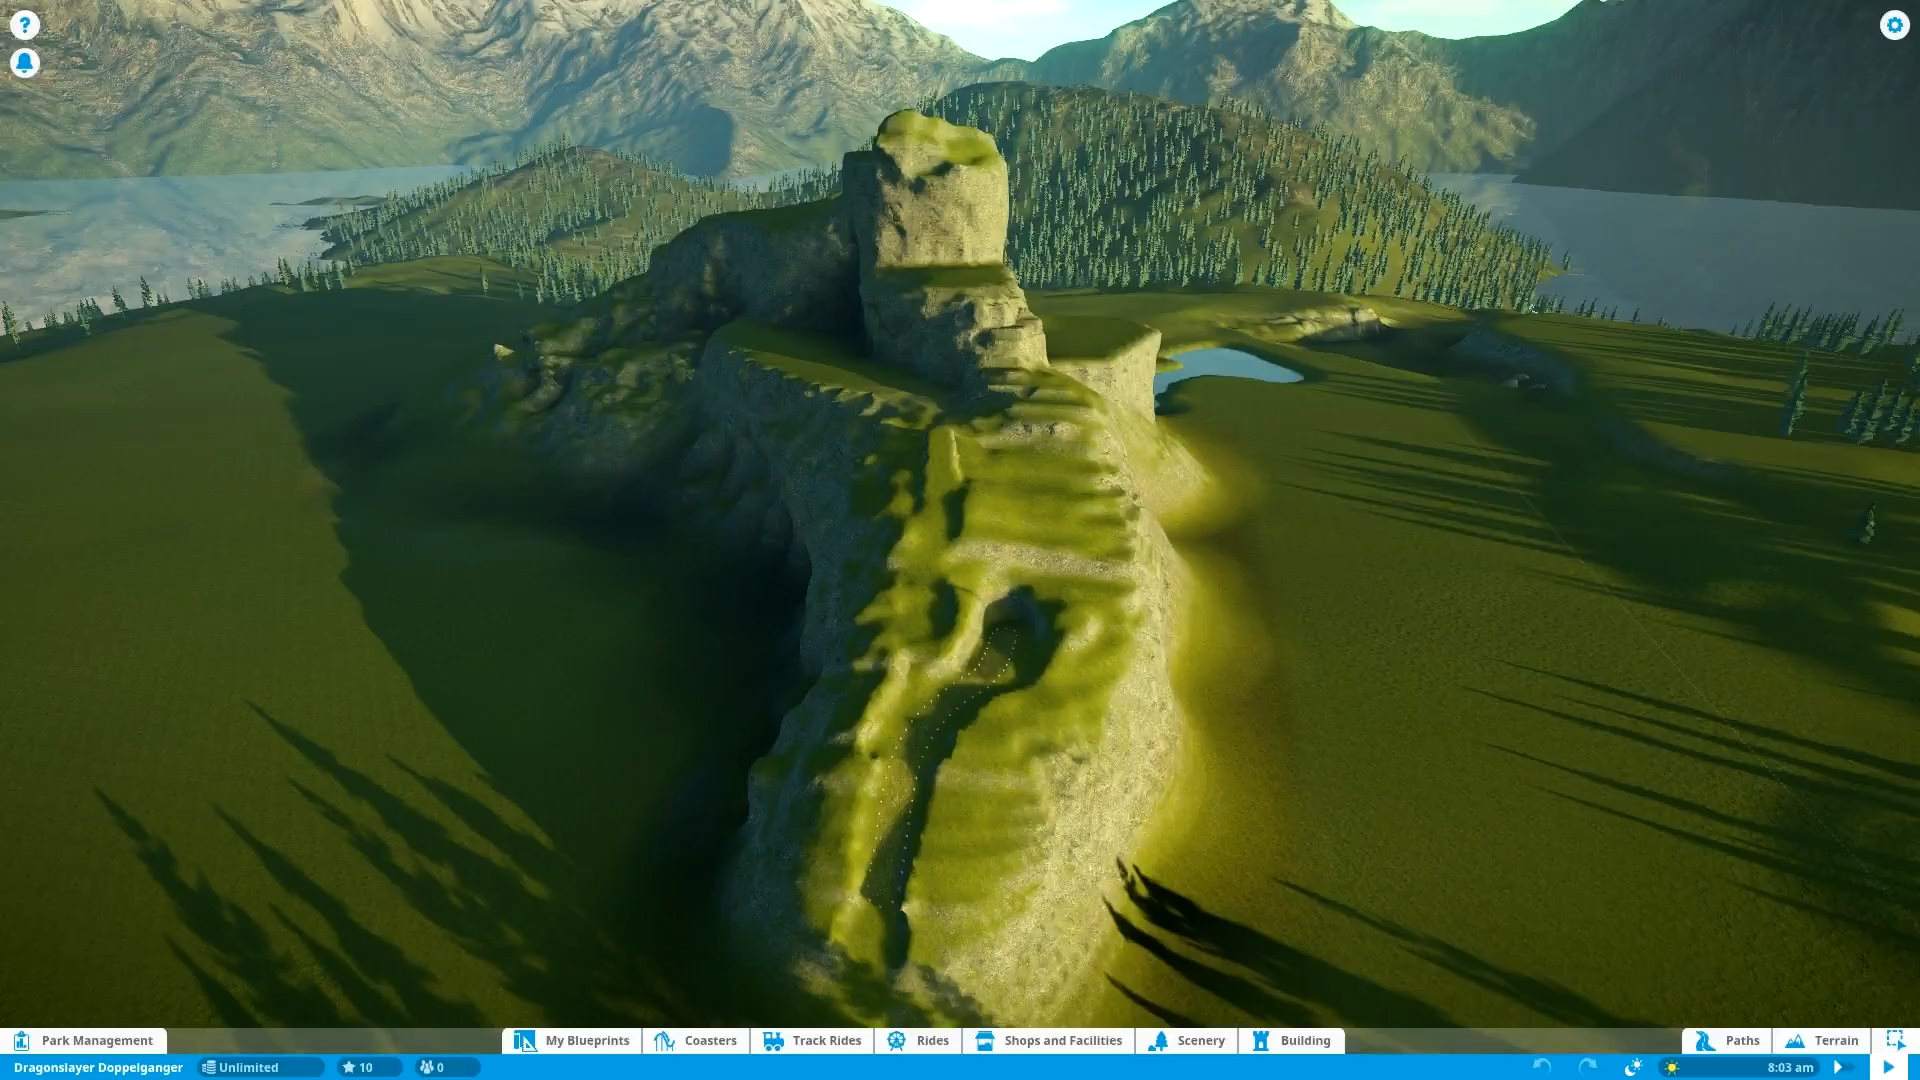 ?
Park Management
My Blueprints
Coasters
Track Rides
Rides
Shops and Facilities
Scenery
Building
Paths
Terrain
Dragonslayer Doppelganger
Unlimited
10
0
8:03 am